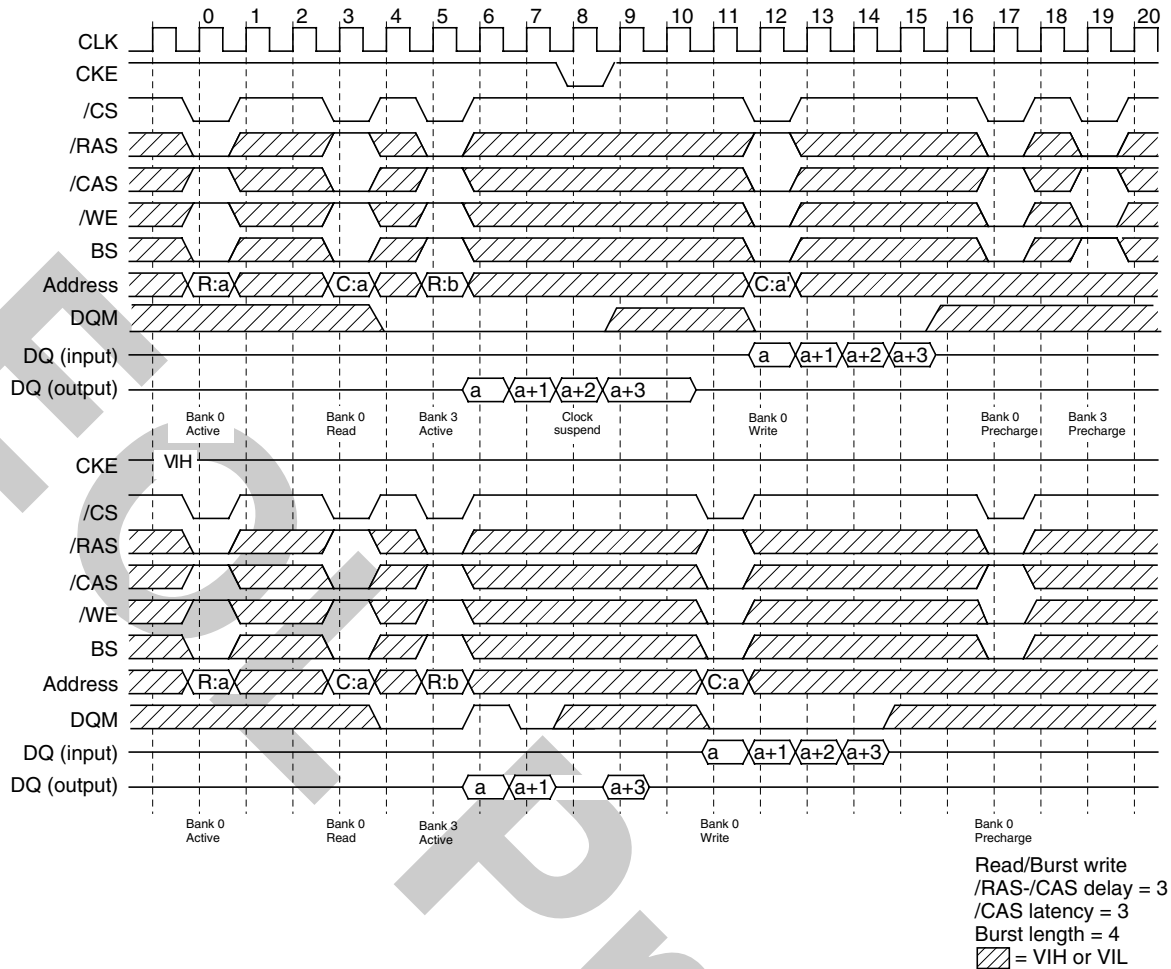 0 1 2 3 4 5 6 7 8 9 10 11 12 13 14 15 16 17 18 19 20
CLK
CKE
/CS
/RAS
/CAS
/WE
BS
Address R:a C:a R:b C:a'
DQM
DQ (input) a a+1 a+2 a+3
DQ (output) a a+1 a+2 a+3
Bank 0 Active
Bank 0 Read
Bank 3 Active
Clock suspend
Bank 0 Write
Bank 0 Precharge
Bank 3 Precharge
CKE VIH
/CS
/RAS
/CAS
/WE
BS
Address R:a C:a R:b C:a
DQM
DQ (input) a a+1 a+2 a+3
DQ (output) a a+1 a+3
Bank 0 Active
Bank 0 Read
Bank 3 Active
Bank 0 Write
Bank 0 Precharge
Read/Burst write
/RAS-/CAS delay = 3
/CAS latency = 3
Burst length = 4
= VIH or VIL